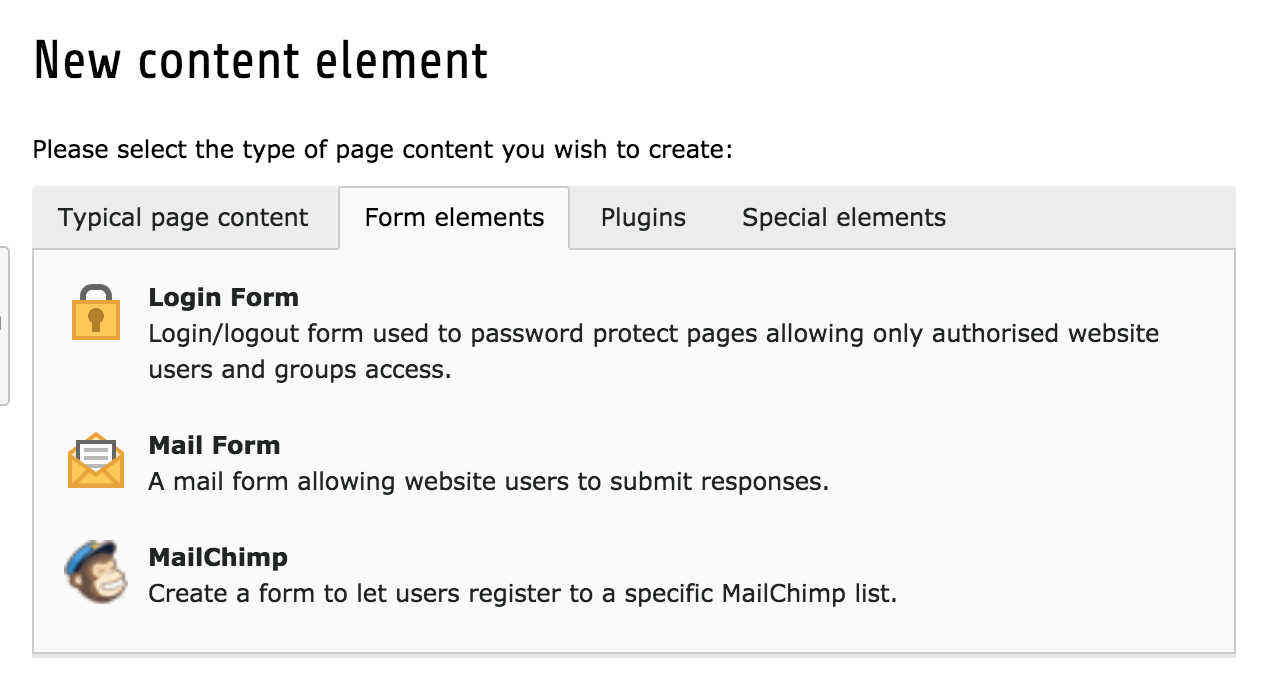 New content element
Please select the type of page content you wish to create:
Typical page content Form elements Plugins Special elements
Login Form
Login/logout form used to password protect pages allowing only authorised website
users and groups access.
Mail Form
A mail form allowing website users to submit responses.
MailChimp
Create a form to let users register to a specific MailChimp list.